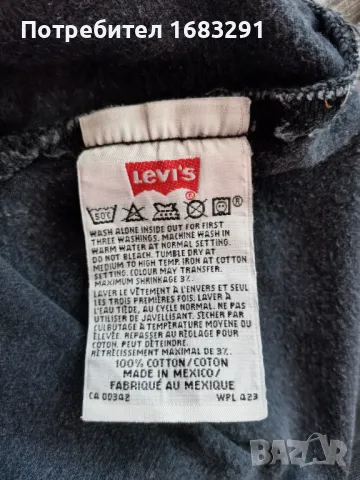 Потребител 1683291
Levi's
50°C
WASH ALONE INSIDE OUT FOR FIRST
THREE WASHINGS. MACHINE WASH IN
WARM WATER AT NORMAL SETTING.
DO NOT BLEACH. TUMBLE DRY AT
MEDIUM TO HIGH TEMP. IRON AT COTTON
SETTING. COLOUR MAY TRANSFER.
MAXIMUM SHRINKAGE 3%.
LAVER LE VÊTEMENT À L'ENVERS ET SEUL
LES TROIS PREMIÈRES FOIS. LAVER À
L'EAU TIÈDE, AU CYCLE NORMAL. NE PAS
UTILISER DE JAVELLISANT. SÉCHER PAR
CULBUTAGE À TEMPÉRATURE MOYENNE OU
ÉLEVÉE. REPASSER AU RÉGLAGE POUR
COTON. PEUT DÉTEINDRE.
RÉTRÉCISSEMENT MAXIMAL DE 3%.
100% COTTON/COTON
MADE IN MEXICO/
FABRIQUÉ AU MEXIQUE
CA 00342 WPL 423
BAZAR